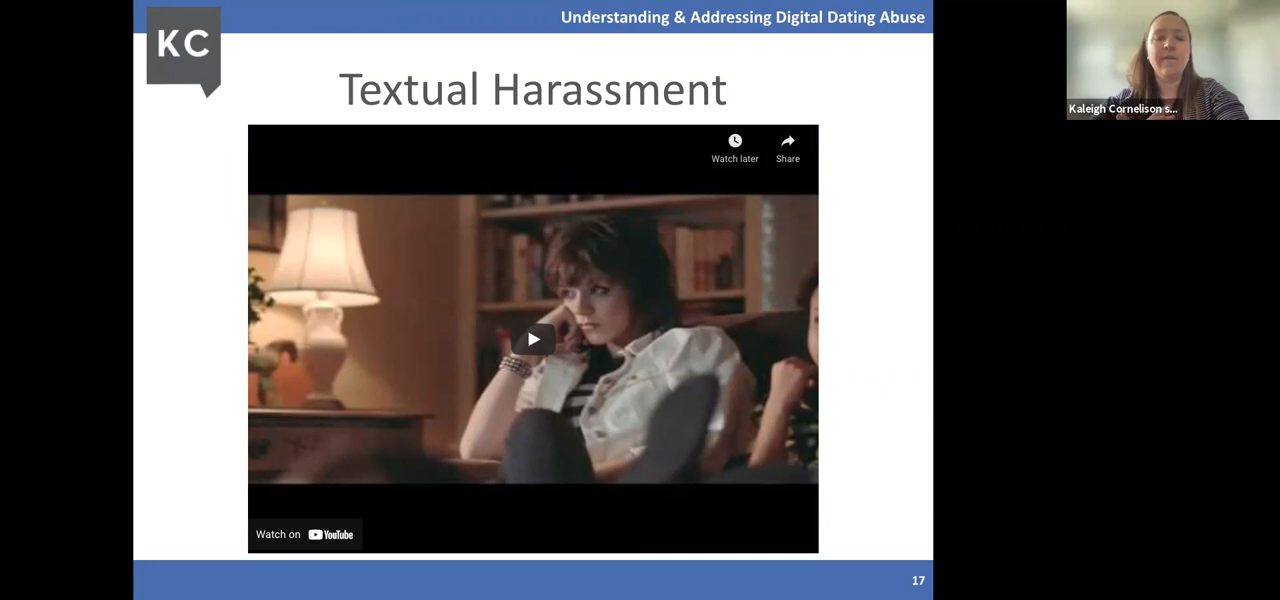 Understanding & Addressing Digital Dating Abuse
KC
Textual Harassment
Watch later
Share
Kaleigh Cornelison s...
Watch on YouTube
17